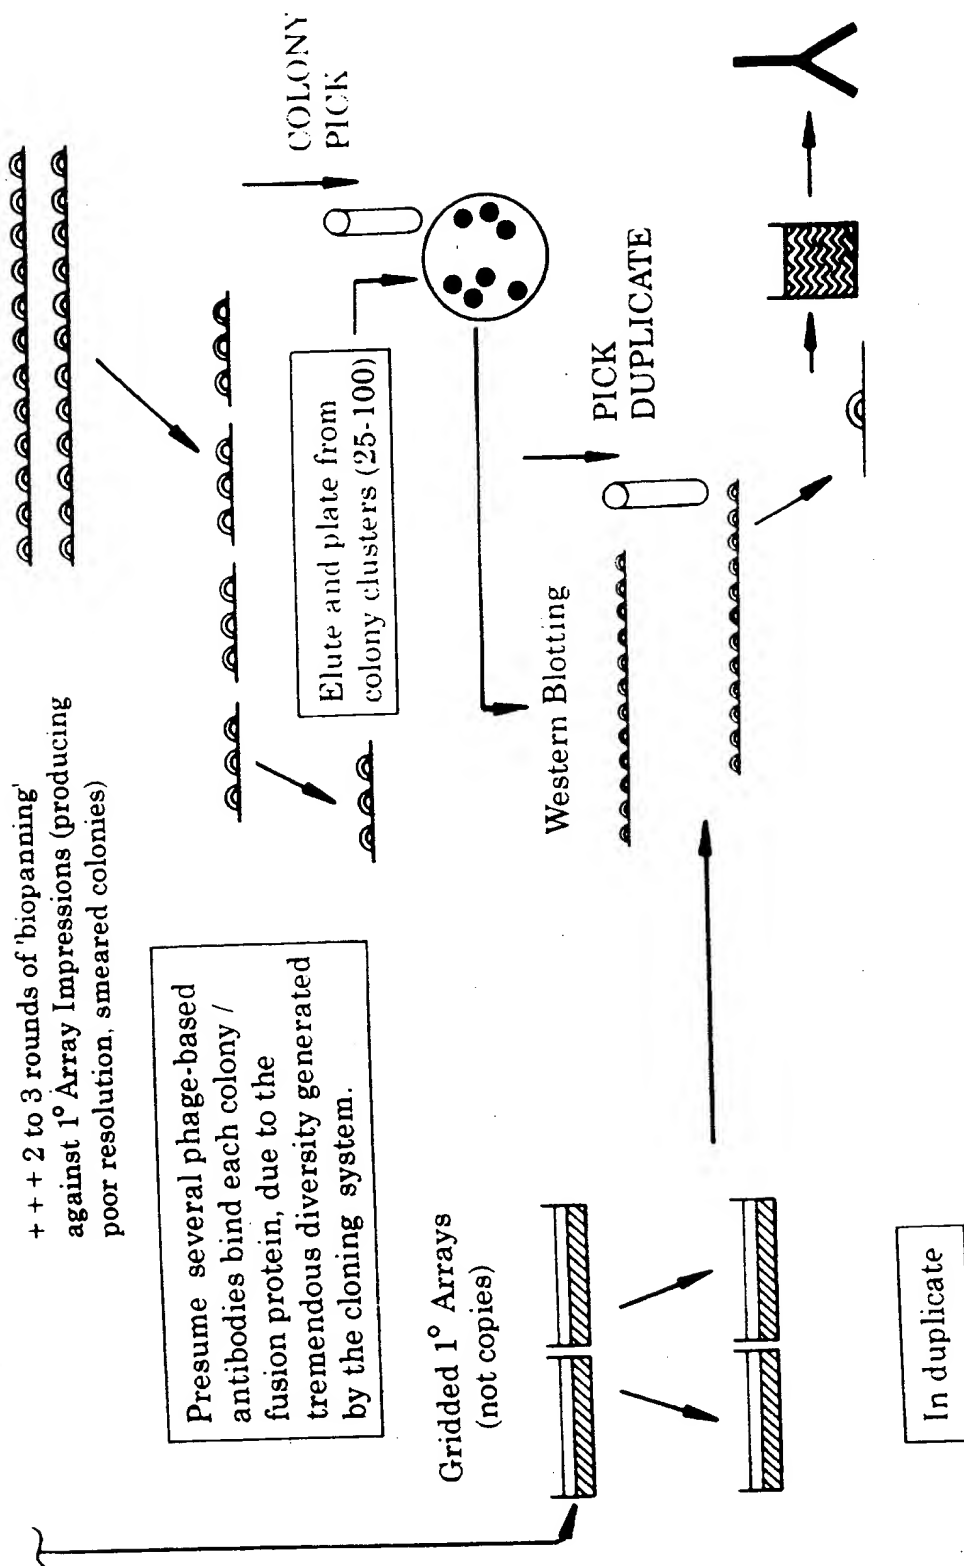 + + + 2 to 3 rounds of 'biopanning'
against 1° Array Impressions (producing
poor resolution, smeared colonies)
COLONY
PICK
Presume several phage-based
antibodies bind each colony /
fusion protein, due to the
tremendous diversity generated
by the cloning system.
Elute and plate from
colony clusters (25-100)
Western Blotting
PICK
DUPLICATE
Gridded 1° Arrays
(not copies)
In duplicate